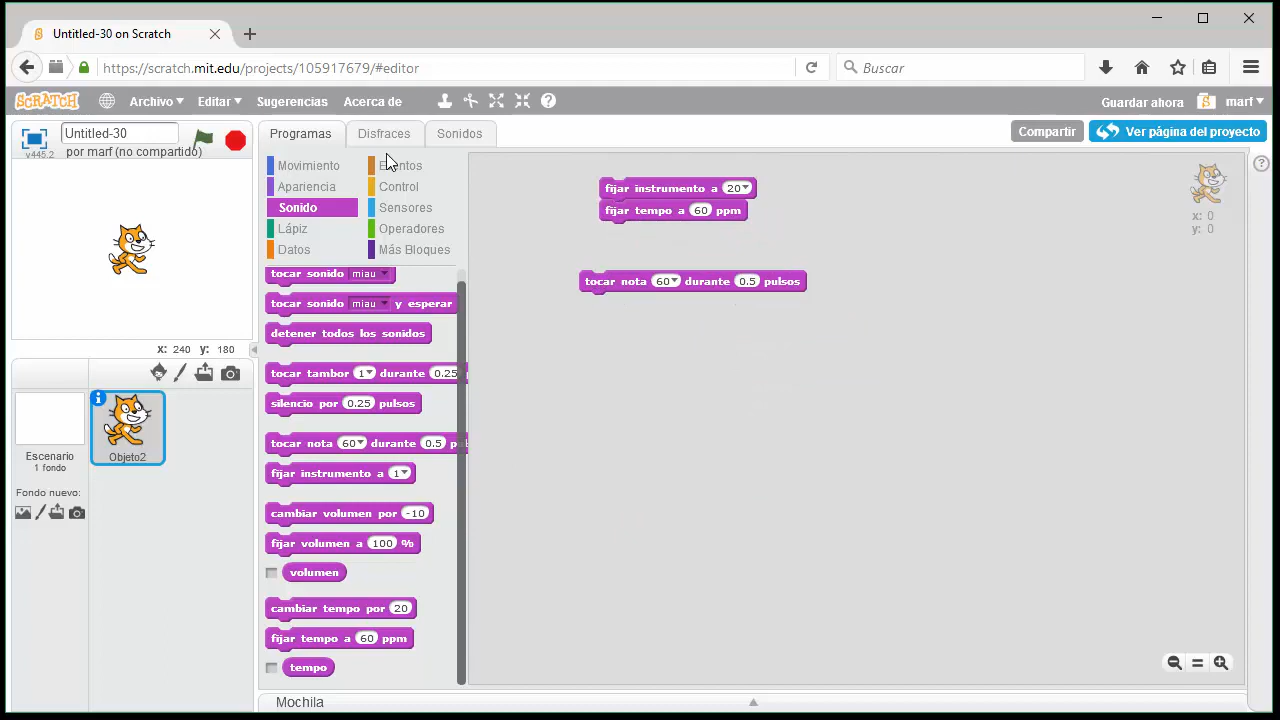 Untitled-30 on Scratch
https://scratch.mit.edu/projects/105917679/#editor
Buscar
SCRATCH
Archivo
Editar
Sugerencias
Acerca de
Guardar ahora
marf
Untitled-30
por marf (no compartido)
v445.2
Programas
Disfraces
Sonidos
Compartir
Ver página del proyecto
Movimiento
Eventos
Apariencia
Control
Sonido
Sensores
Lápiz
Operadores
Datos
Más Bloques
tocar sonido miau
tocar sonido miau y esperar
detener todos los sonidos
tocar tambor 1 durante 0.25
silencio por 0.25 pulsos
tocar nota 60 durante 0.5 pul
fijar instrumento a 1
cambiar volumen por -10
fijar volumen a 100 %
volumen
cambiar tempo por 20
fijar tempo a 60 ppm
tempo
fijar instrumento a 20
fijar tempo a 60 ppm
tocar nota 60 durante 0.5 pulsos
x: 0
y: 0
x: 240 y: 180
Escenario
1 fondo
Fondo nuevo:
Objeto2
Mochila